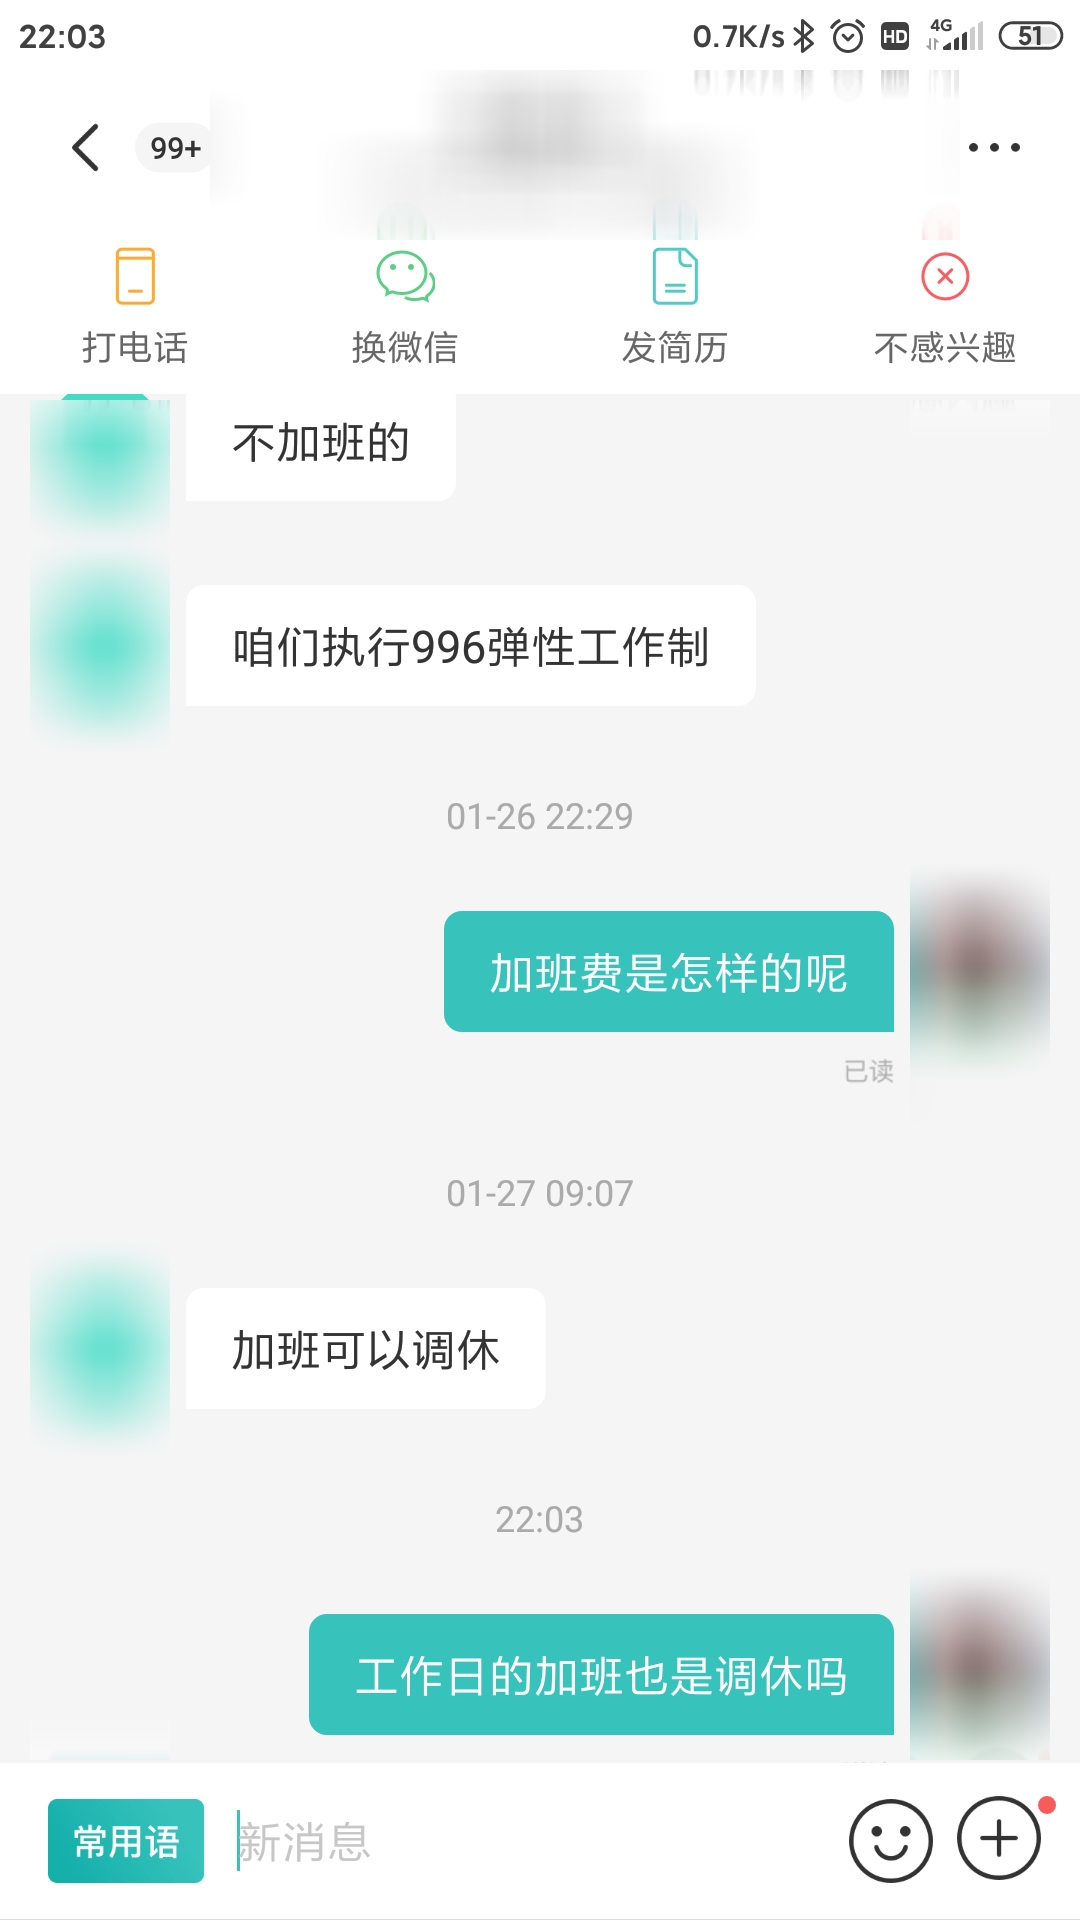 22:03 0.7K/s HD 4G 51
99+
打电话 换微信 发简历 不感兴趣
不加班的
咱们执行996弹性工作制
01-26 22:29
加班费是怎样的呢
已读
01-27 09:07
加班可以调休
22:03
工作日的加班也是调休吗
常用语 新消息